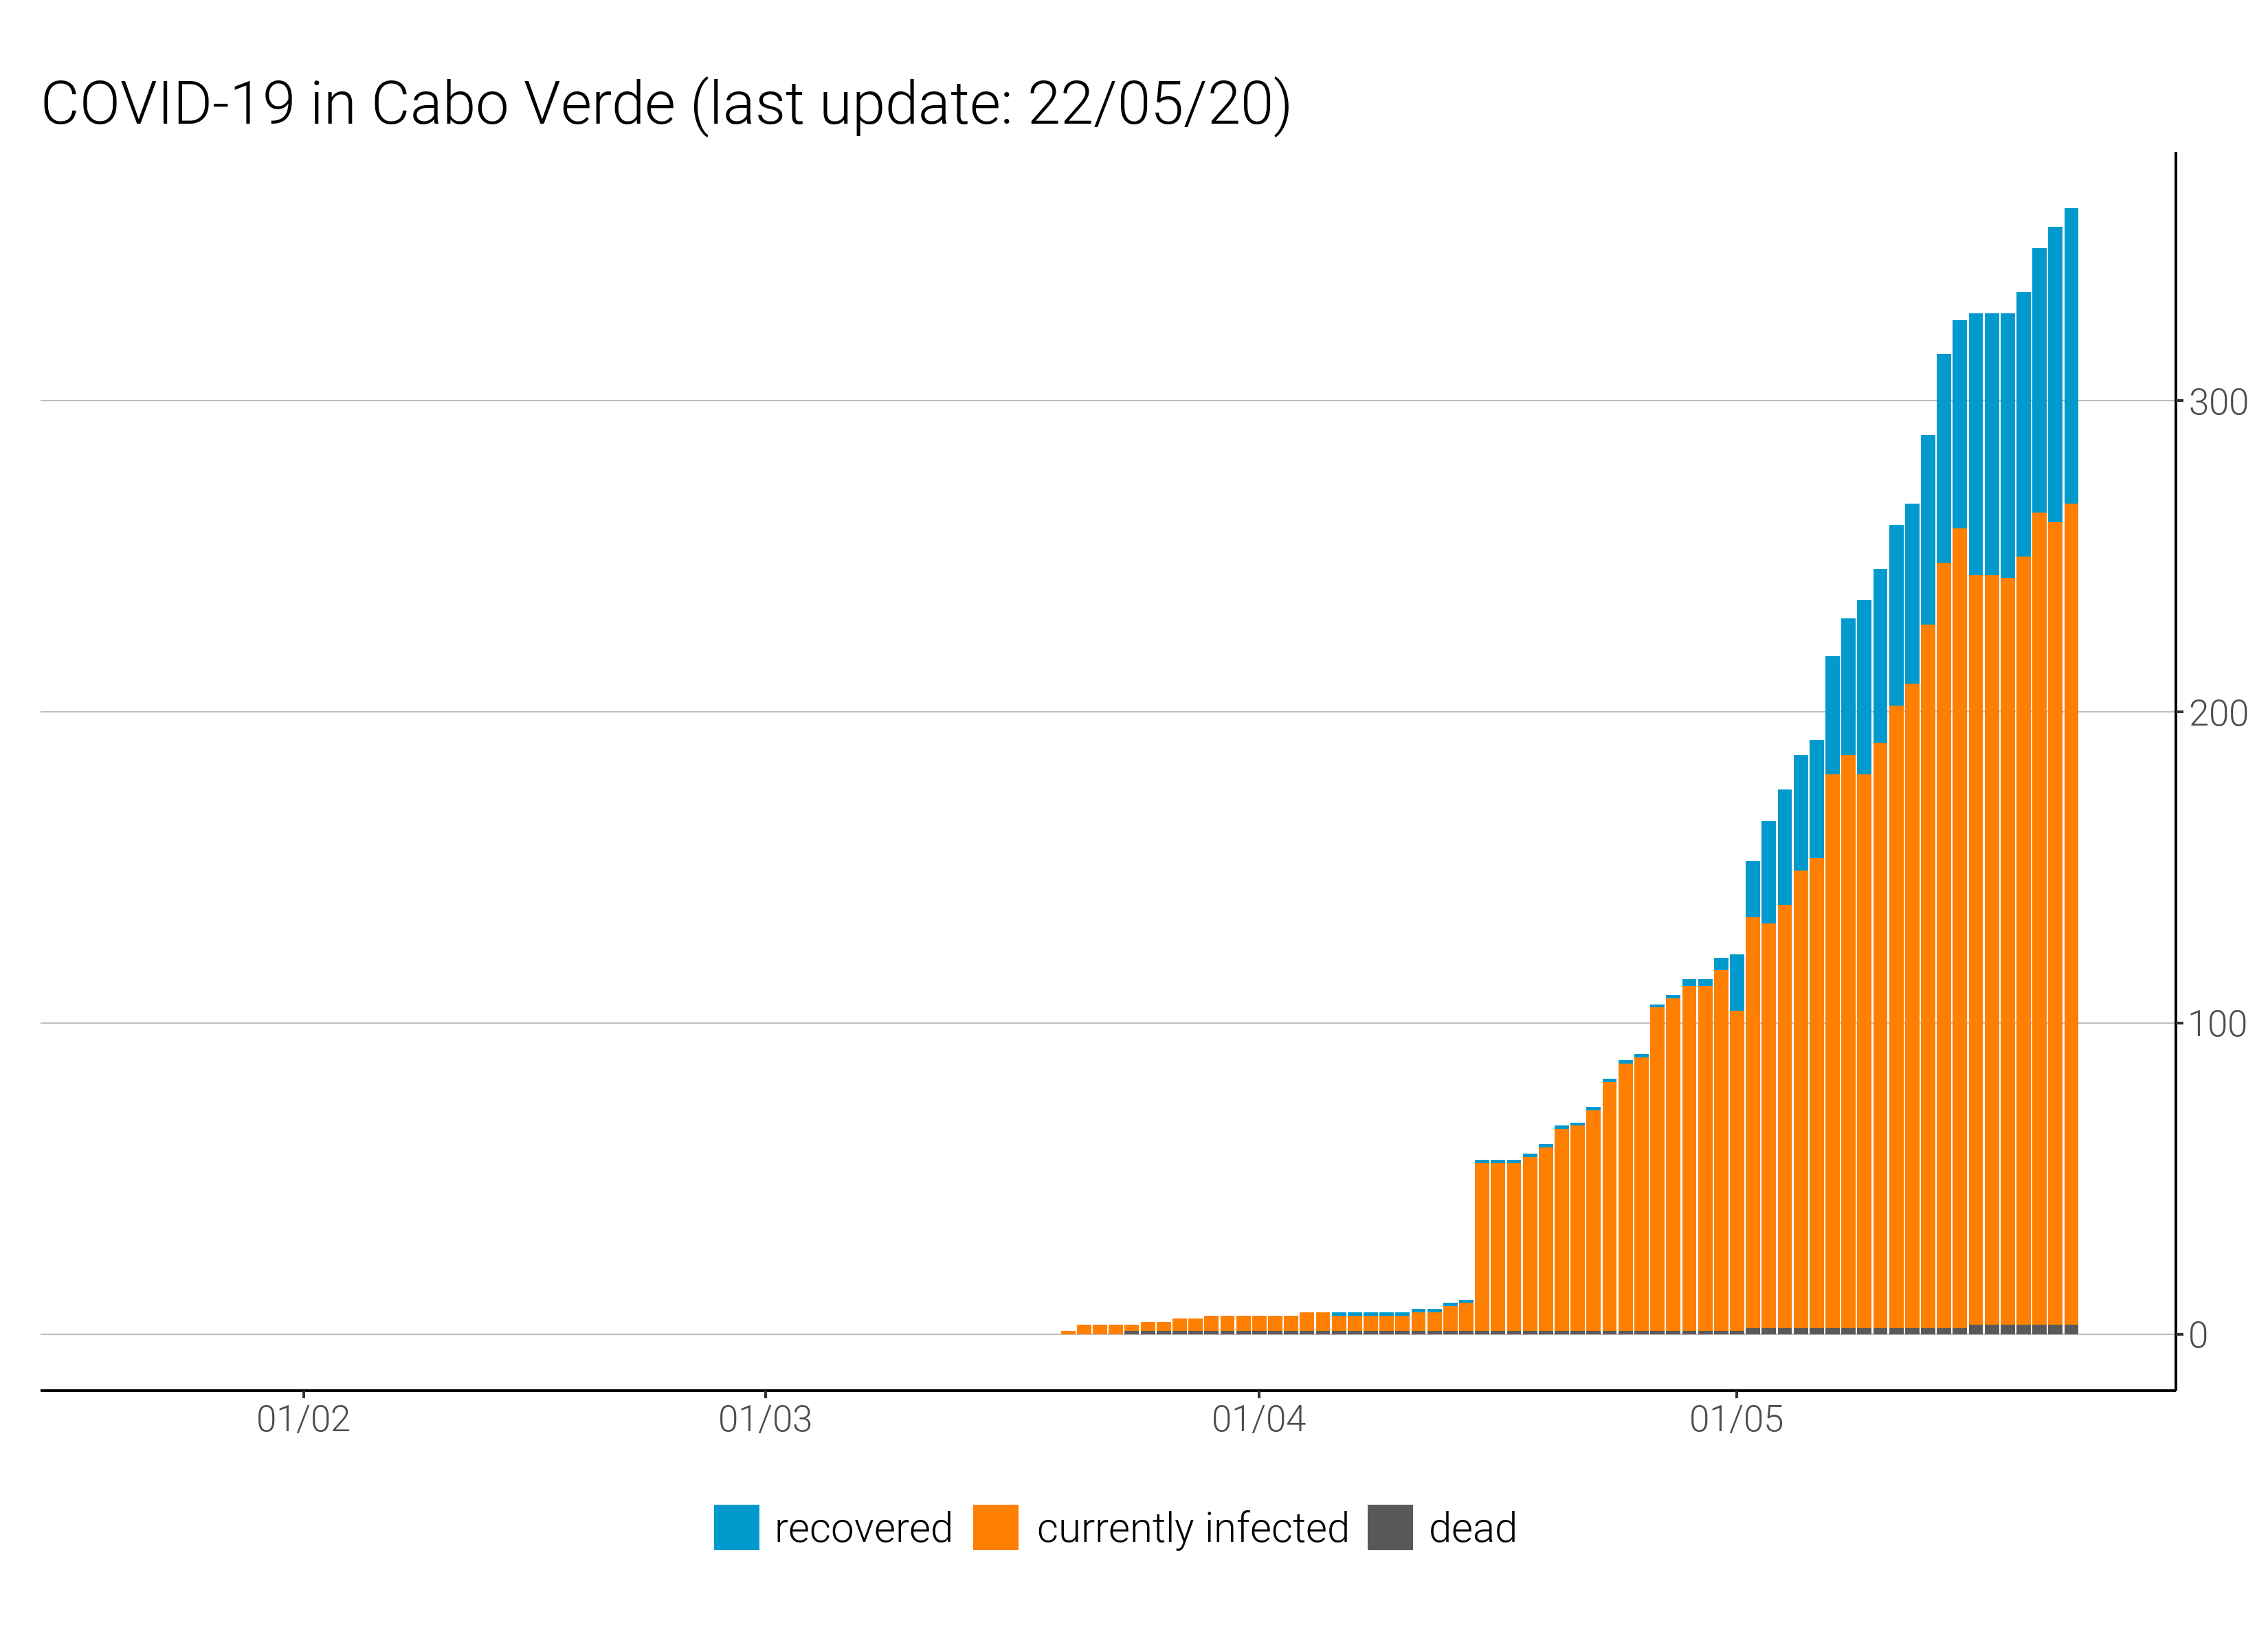 COVID-19 in Cabo Verde (last update: 22/05/20)
300
200
100
0
01/02 01/03 01/04 01/05
recovered currently infected dead